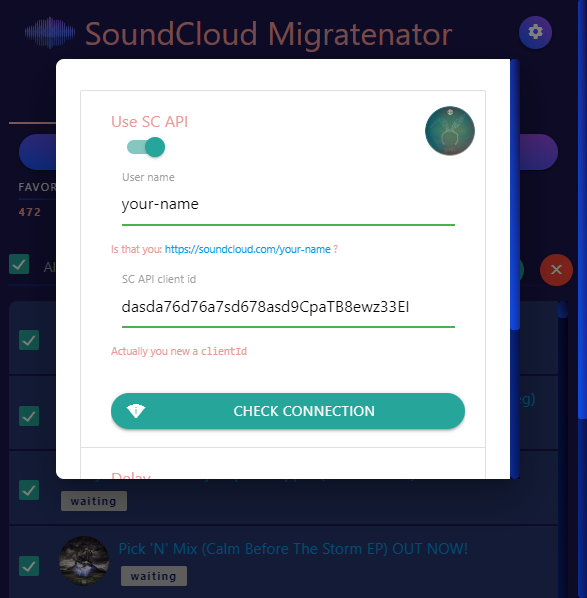 SoundCloud Migratenator
Use SC API
User name
your-name
Is that you: https://soundcloud.com/your-name ?
SC API client id
dasda76d76a7sd678asd9CpaTB8ewz33EI
Actually you new a clientId
CHECK CONNECTION
Delay
FAVOR
472
Al
eg)
waiting
Pick 'N' Mix (Calm Before The Storm EP) OUT NOW!
waiting